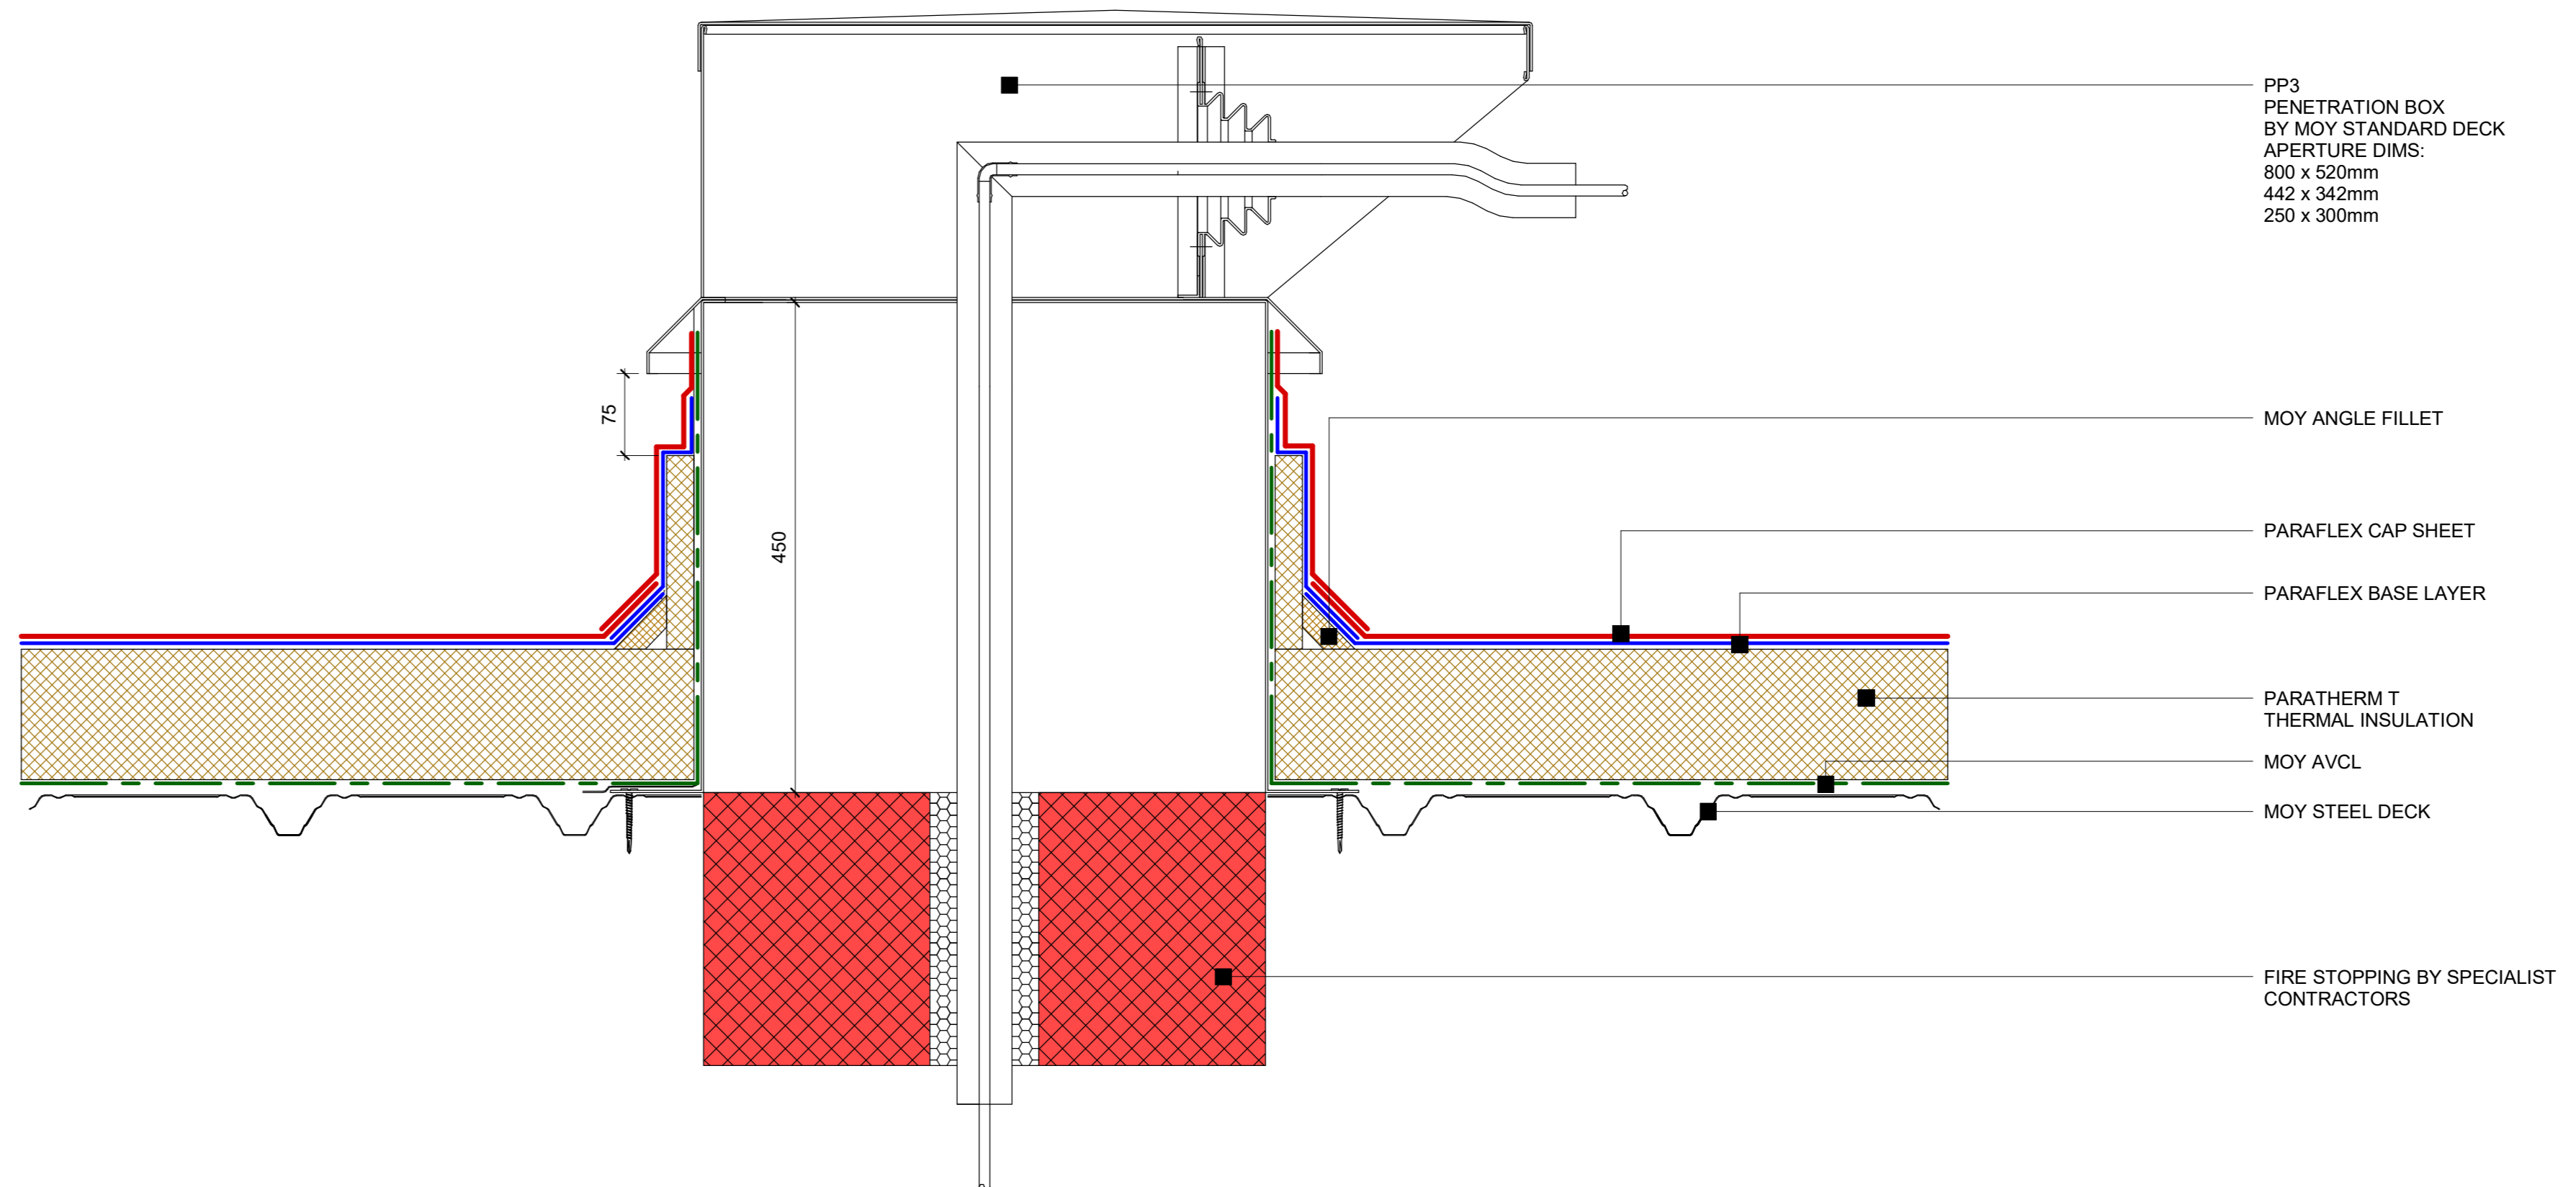 PP3
PENETRATION BOX
BY MOY STANDARD DECK
APERTURE DIMS:
800 x 520mm
442 x 342mm
250 x 300mm
75
MOY ANGLE FILLET
450
PARAFLEX CAP SHEET
PARAFLEX BASE LAYER
PARATHERM T
THERMAL INSULATION
MOY AVCL
MOY STEEL DECK
FIRE STOPPING BY SPECIALIST
CONTRACTORS